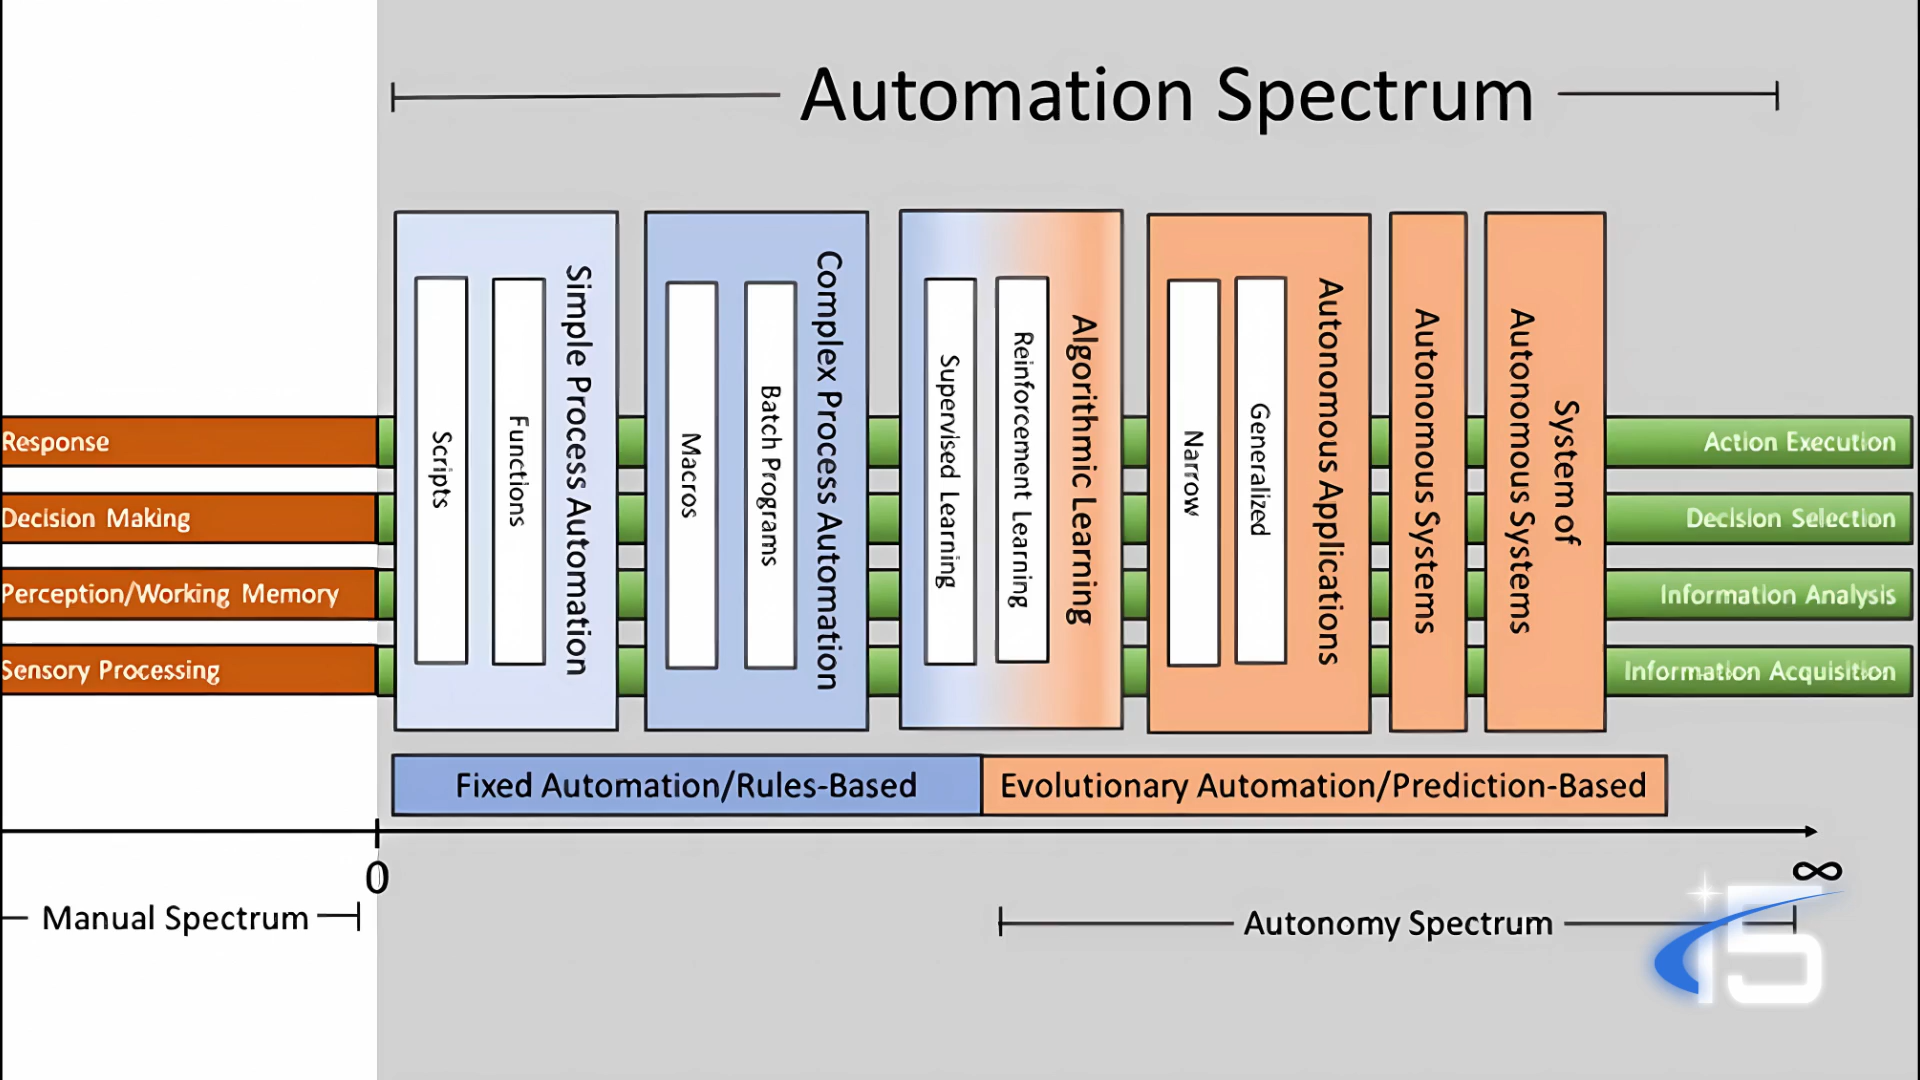 Automation Spectrum
Response
Decision Making
Perception/Working Memory
Sensory Processing
Scripts
Functions
Simple Process Automation
Macros
Batch Programs
Complex Process Automation
Supervised Learning
Reinforcement Learning
Algorithmic Learning
Narrow
Generalized
Autonomous Applications
Autonomous Systems
System of
Autonomous Systems
Action Execution
Decision Selection
Information Analysis
Information Acquisition
Fixed Automation/Rules-Based
Evolutionary Automation/Prediction-Based
0
∞
Manual Spectrum
Autonomy Spectrum
i5